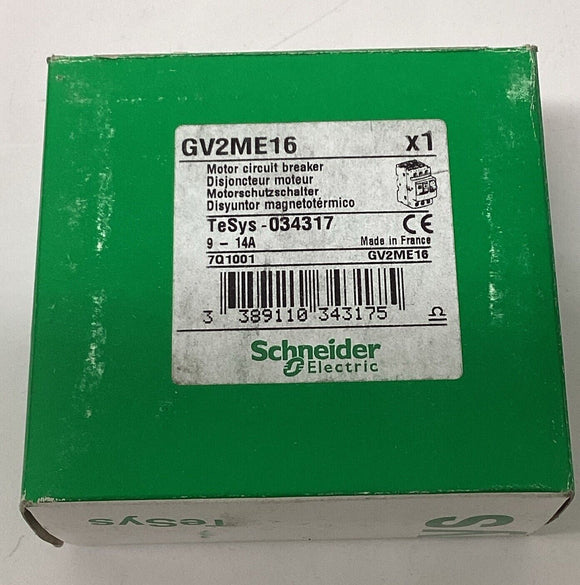 GV2ME16 x1
Motor circuit breaker
Disjoncteur moteur
Motorschutzschalter
Disyuntor magnetotérmico
TeSys - 034317 CE
9 - 14A Made in France
7Q1001 GV2ME16
3 389110 343175
Schneider
Electric
TeSys